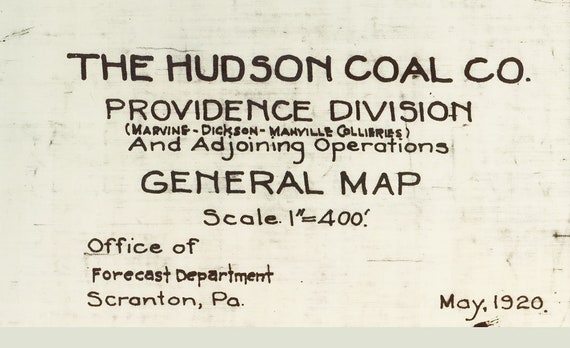 THE HUDSON COAL CO.
PROVIDENCE DIVISION
(MARVINE-DICKSON-MANVILLE COLLIERIES)
And Adjoining Operations
GENERAL MAP
Scale. 1"=400'.
Office of
Forecast Department
Scranton, Pa.
May, 1920.